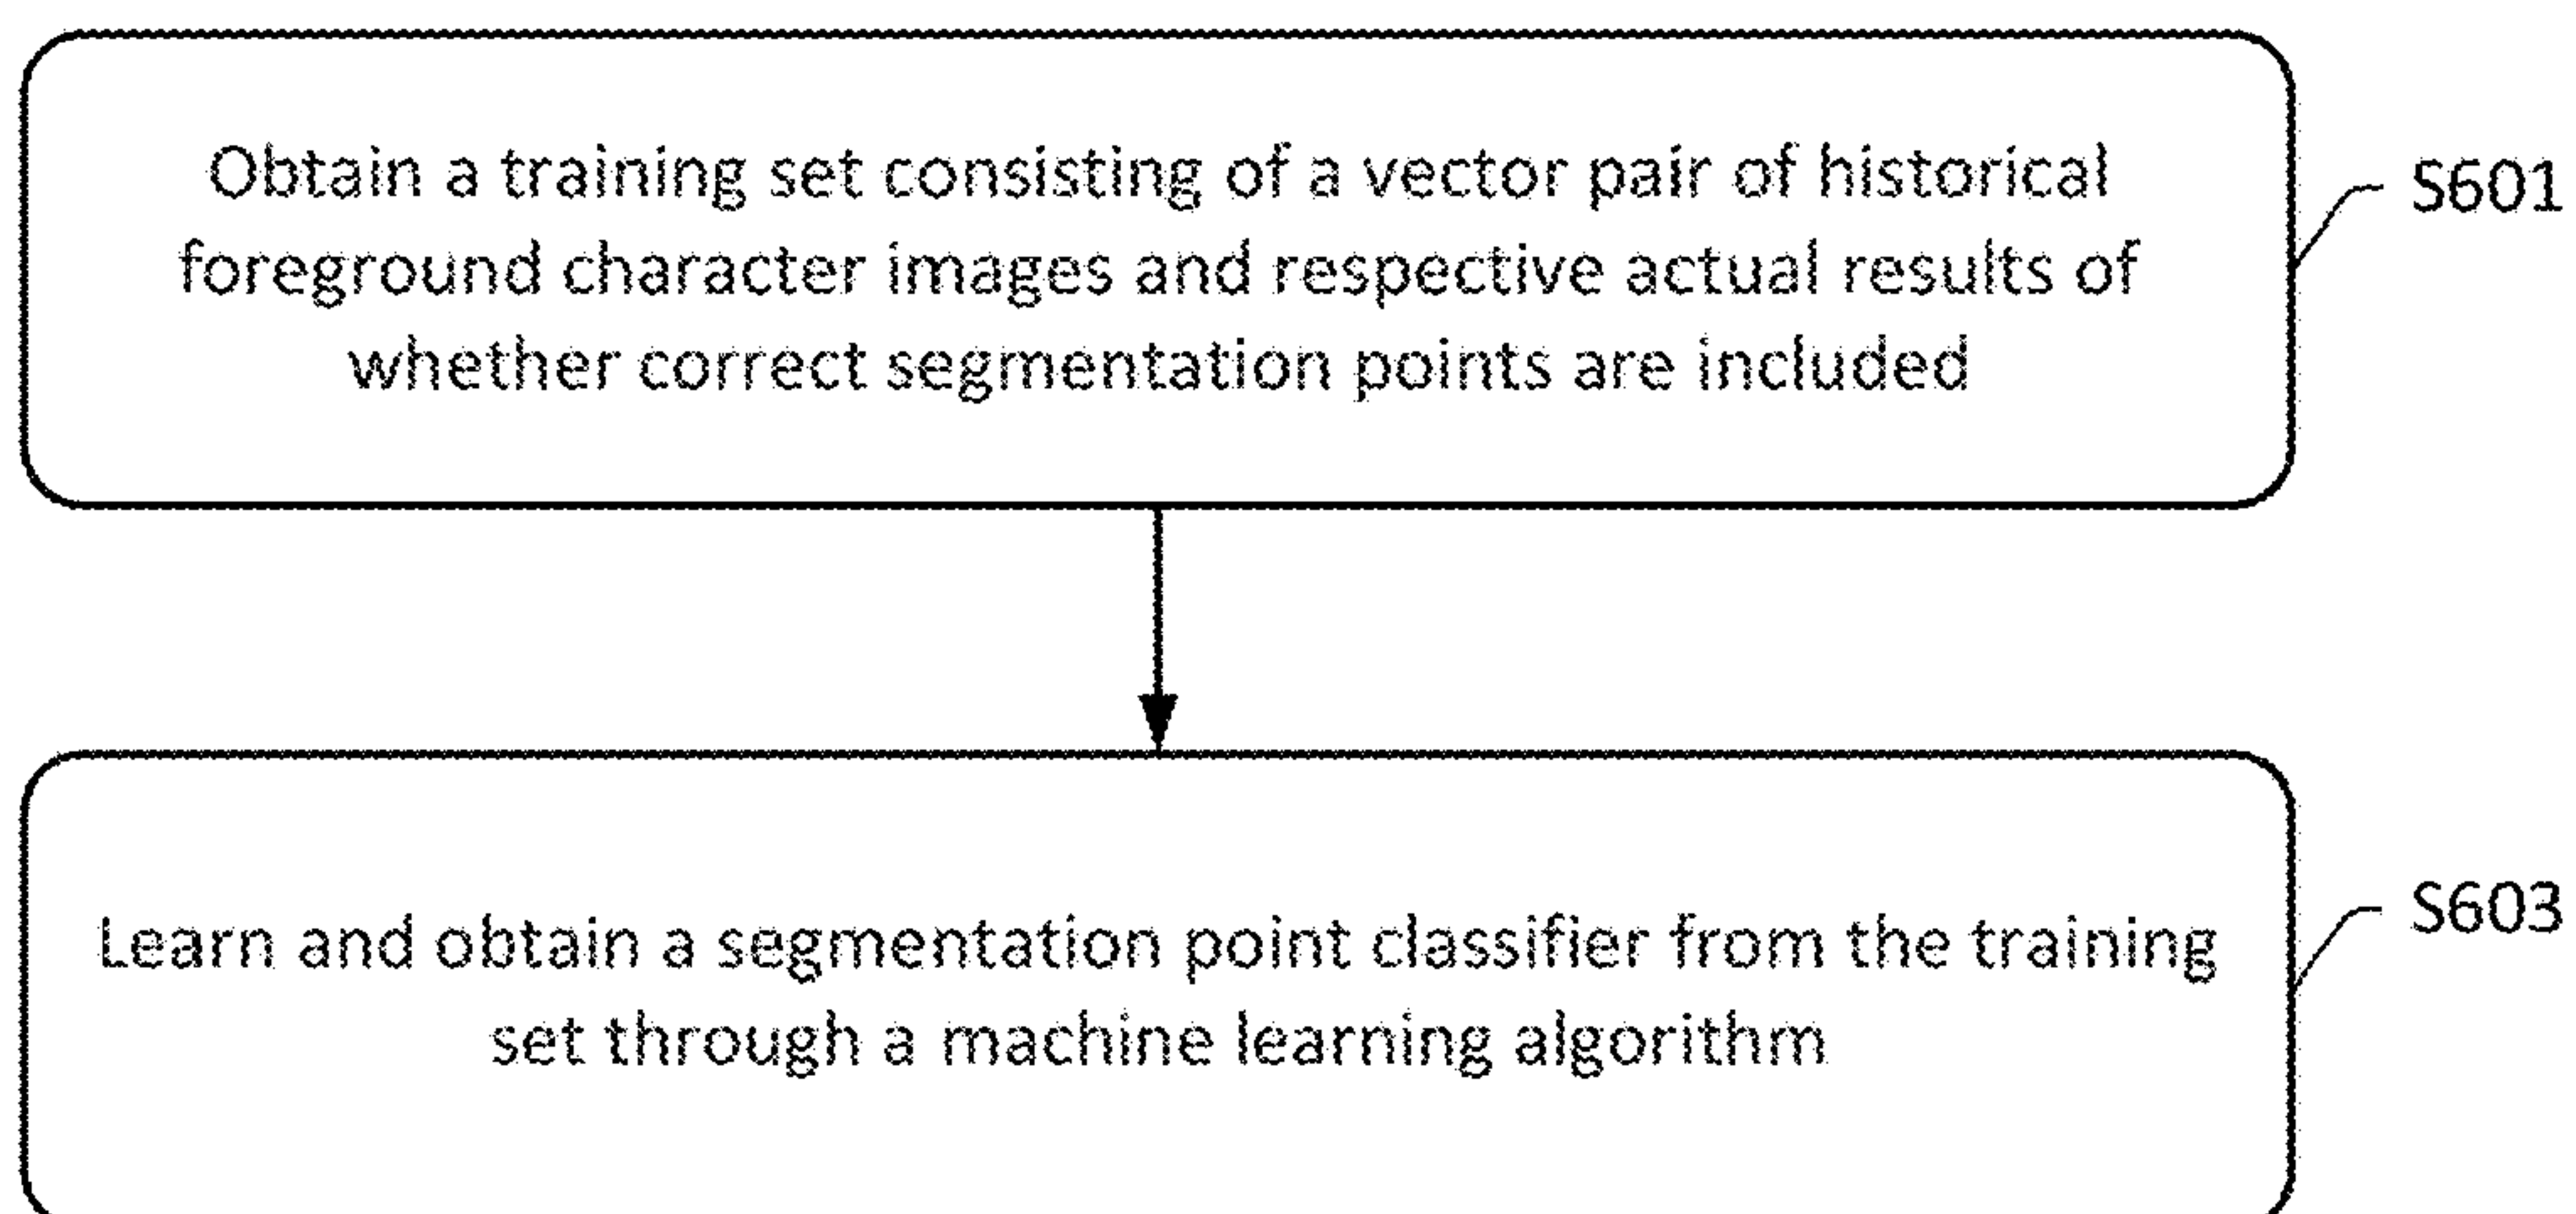 Obtain a training set consisting of a vector pair of historical
foreground character images and respective actual results of
whether correct segmentation points are included
S601
Learn and obtain a segmentation point classifier from the training
set through a machine learning algorithm
S603